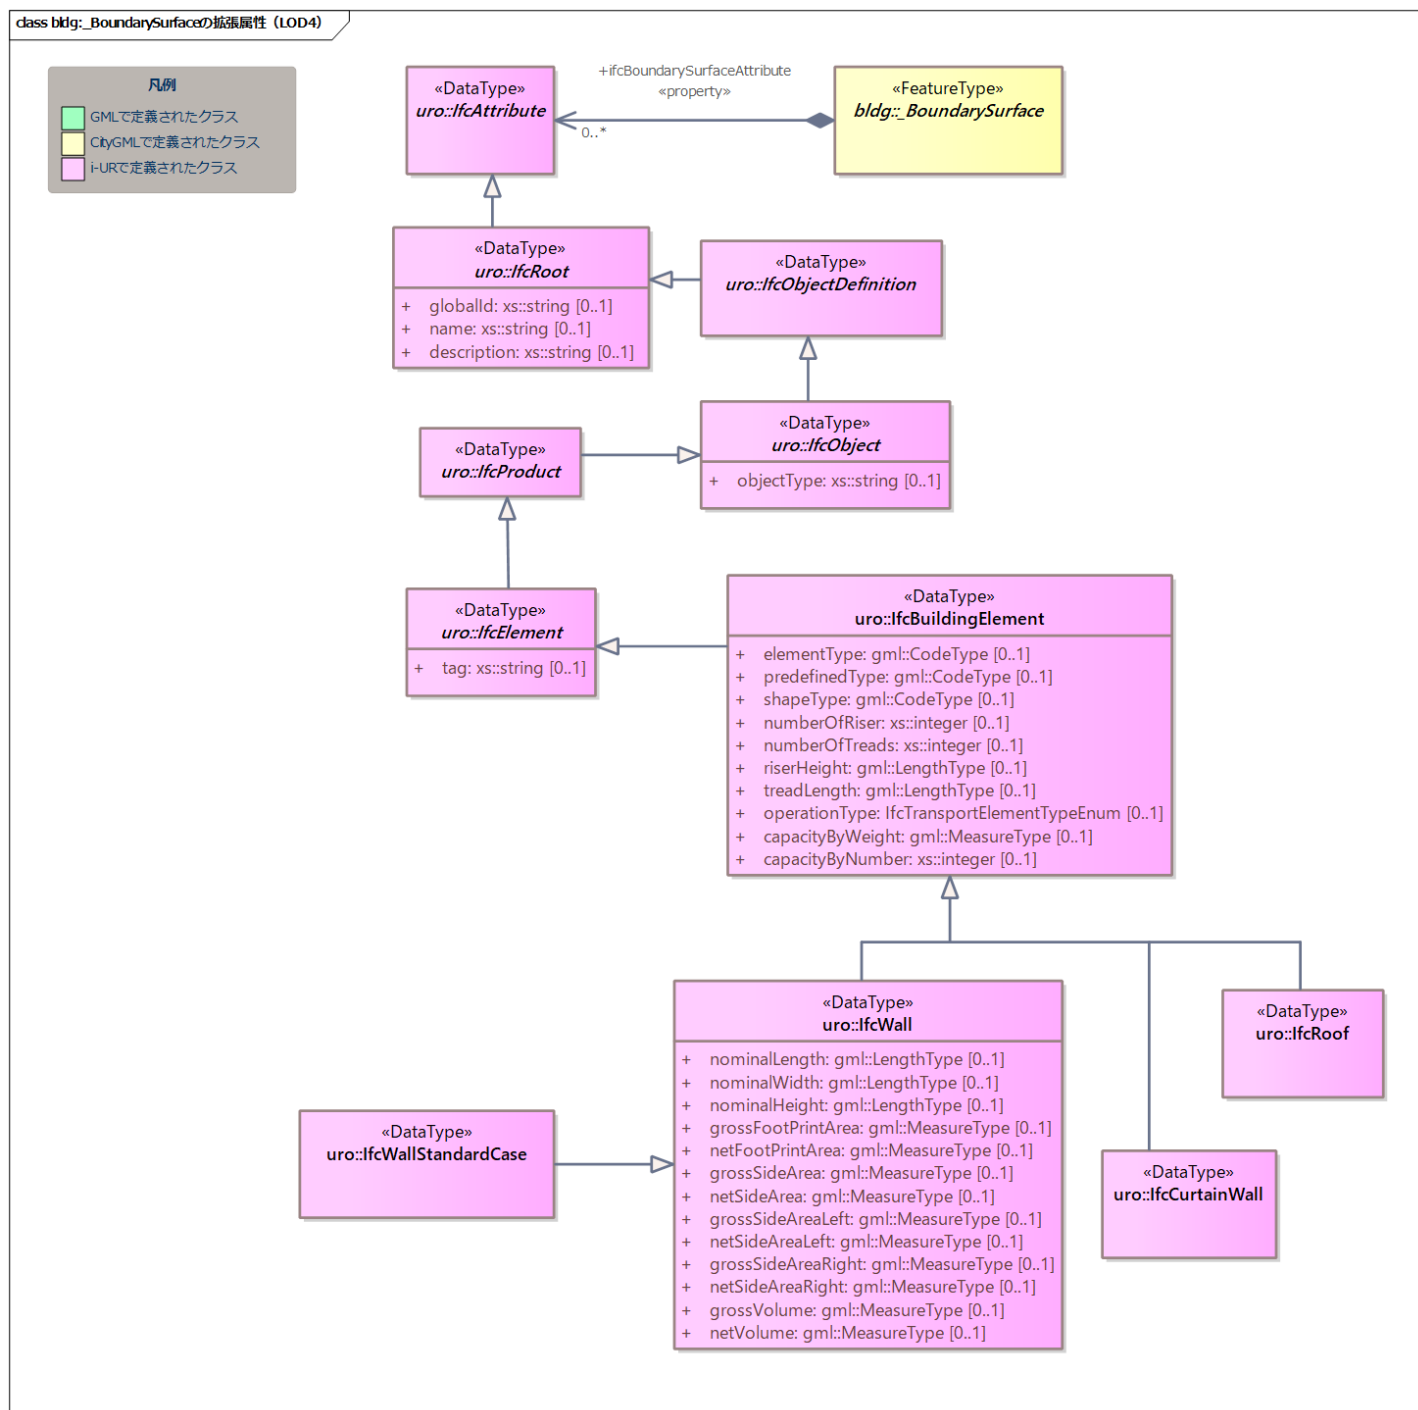 class bldg:_BoundarySurfaceの拡張属性（LOD4）
凡例
GMLで定義されたクラス
CityGMLで定義されたクラス
i-URで定義されたクラス
«DataType»
uro::IfcAttribute
+ifcBoundarySurfaceAttribute
«property»
0..*
«FeatureType»
bldg::_BoundarySurface
«DataType»
uro::IfcRoot
+ globalId: xs::string [0..1]
+ name: xs::string [0..1]
+ description: xs::string [0..1]
«DataType»
uro::IfcObjectDefinition
«DataType»
uro::IfcObject
+ objectType: xs::string [0..1]
«DataType»
uro::IfcProduct
«DataType»
uro::IfcElement
+ tag: xs::string [0..1]
«DataType»
uro::IfcBuildingElement
+ elementType: gml::CodeType [0..1]
+ predefinedType: gml::CodeType [0..1]
+ shapeType: gml::CodeType [0..1]
+ numberOfRiser: xs::integer [0..1]
+ numberOfTreads: xs::integer [0..1]
+ riserHeight: gml::LengthType [0..1]
+ treadLength: gml::LengthType [0..1]
+ operationType: IfcTransportElementTypeEnum [0..1]
+ capacityByWeight: gml::MeasureType [0..1]
+ capacityByNumber: xs::integer [0..1]
«DataType»
uro::IfcWall
+ nominalLength: gml::LengthType [0..1]
+ nominalWidth: gml::LengthType [0..1]
+ nominalHeight: gml::LengthType [0..1]
+ grossFootPrintArea: gml::MeasureType [0..1]
+ netFootPrintArea: gml::MeasureType [0..1]
+ grossSideArea: gml::MeasureType [0..1]
+ netSideArea: gml::MeasureType [0..1]
+ grossSideAreaLeft: gml::MeasureType [0..1]
+ netSideAreaLeft: gml::MeasureType [0..1]
+ grossSideAreaRight: gml::MeasureType [0..1]
+ netSideAreaRight: gml::MeasureType [0..1]
+ grossVolume: gml::MeasureType [0..1]
+ netVolume: gml::MeasureType [0..1]
«DataType»
uro::IfcRoof
«DataType»
uro::IfcWallStandardCase
«DataType»
uro::IfcCurtainWall